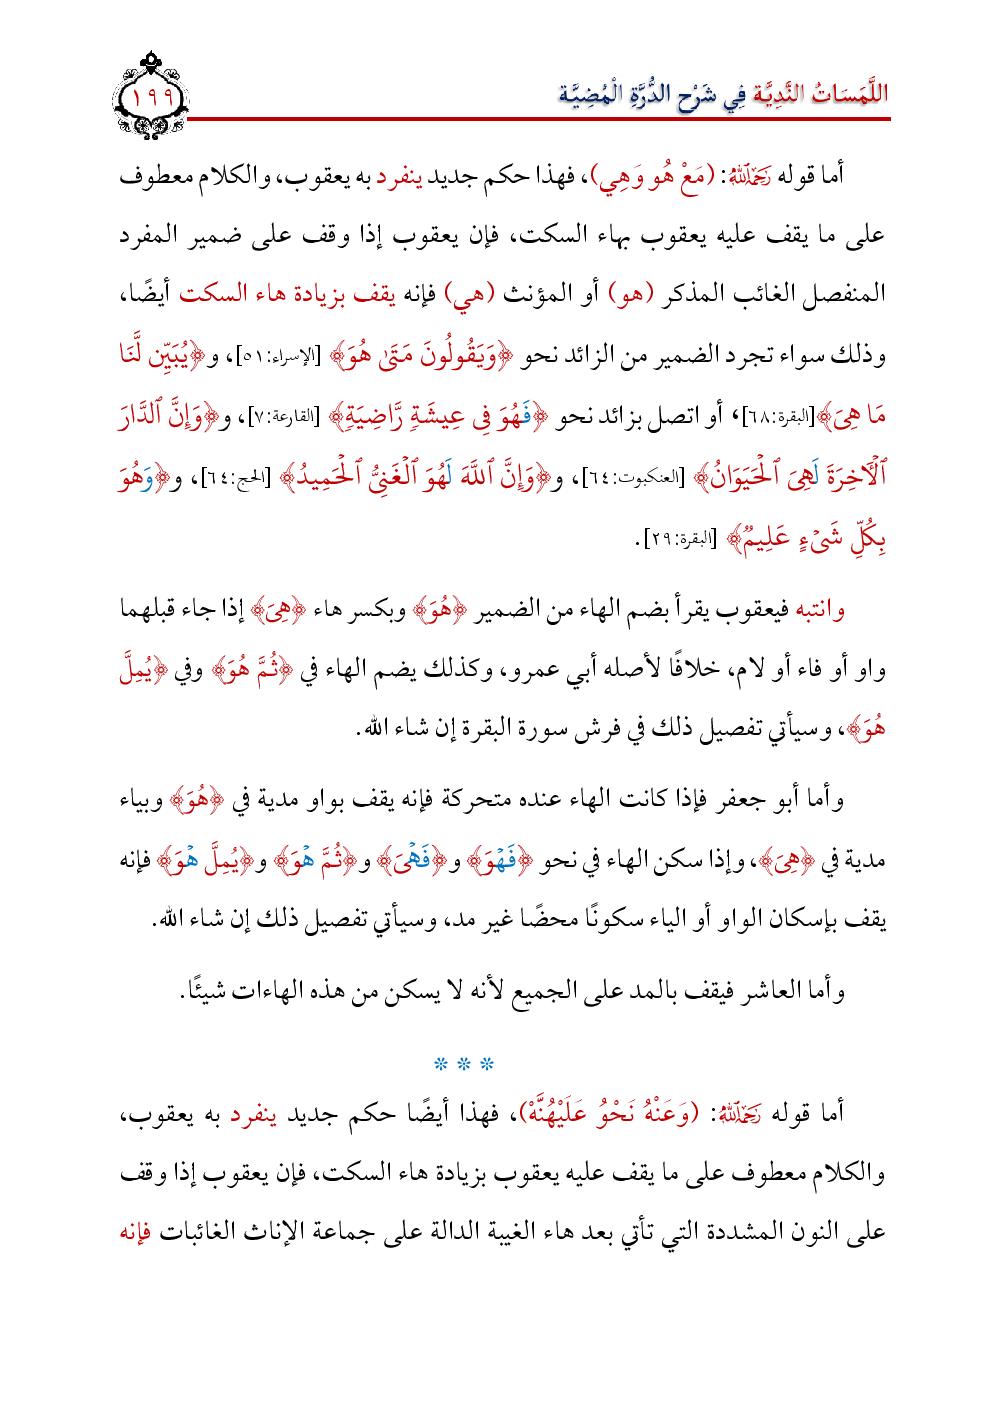 اللَّمَسَاتُ النَّدِيَّة فِي شَرْح الدُّرَّةِ الْمُضِيَّة
١٩٩
أما قوله رَحِمَهُ ٱللَّهُ: (مَعْ هُو وَهِي)، فهذا حكم جديد ينفرد به يعقوب، والكلام معطوف
على ما يقف عليه يعقوب بهاء السكت، فإن يعقوب إذا وقف على ضمير المفرد
المنفصل الغائب المذكر (هو) أو المؤنث (هي) فإنه يقف بزيادة هاء السكت أيضًا،
وذلك سواء تجرد الضمير من الزائد نحو ﴿وَيَقُولُونَ مَتَىٰ هُوَ﴾ [الإسراء:٥١]، و﴿يُبَيِّن لَّنَا
مَا هِىَ﴾[البقرة:٦٨]، أو اتصل بزائد نحو ﴿فَهُوَ فِى عِيشَةٖ رَّاضِيَةٖ﴾ [القارعة:٧]، و﴿وَإِنَّ ٱلدَّارَ
ٱلْأٓخِرَةَ لَهِىَ ٱلْحَيَوَانُ﴾ [العنكبوت:٦٤]، و﴿وَإِنَّ ٱللَّهَ لَهُوَ ٱلْغَنِىُّ ٱلْحَمِيدُ﴾ [الحج:٦٤]، و﴿وَهُوَ
بِكُلِّ شَىْءٍ عَلِيمٌ﴾ [البقرة:٢٩].
وانتبه فيعقوب يقرأ بضم الهاء من الضمير ﴿هُوَ﴾ وبكسر هاء ﴿هِىَ﴾ إذا جاء قبلهما
واو أو فاء أو لام، خلافًا لأصله أبي عمرو، وكذلك يضم الهاء في ﴿ثُمَّ هُوَ﴾ وفي ﴿يُمِلَّ
هُوَ﴾، وسيأتي تفصيل ذلك في فرش سورة البقرة إن شاء الله.
وأما أبو جعفر فإذا كانت الهاء عنده متحركة فإنه يقف بواو مدية في ﴿هُوَ﴾ وبياء
مدية في ﴿هِىَ﴾، وإذا سكن الهاء في نحو ﴿فَهْوَ﴾ و﴿فَهْىَ﴾ و﴿ثُمَّ هْوَ﴾ و﴿يُمِلَّ هْوَ﴾ فإنه
يقف بإسكان الواو أو الياء سكونًا محضًا غير مد، وسيأتي تفصيل ذلك إن شاء الله.
وأما العاشر فيقف بالمد على الجميع لأنه لا يسكن من هذه الهاءات شيئًا.
* * *
أما قوله رَحِمَهُ ٱللَّهُ: (وَعَنْهُ نَحْوُ عَلَيْهُنَّهْ)، فهذا أيضًا حكم جديد ينفرد به يعقوب،
والكلام معطوف على ما يقف عليه يعقوب بزيادة هاء السكت، فإن يعقوب إذا وقف
على النون المشددة التي تأتي بعد هاء الغيبة الدالة على جماعة الإناث الغائبات فإنه